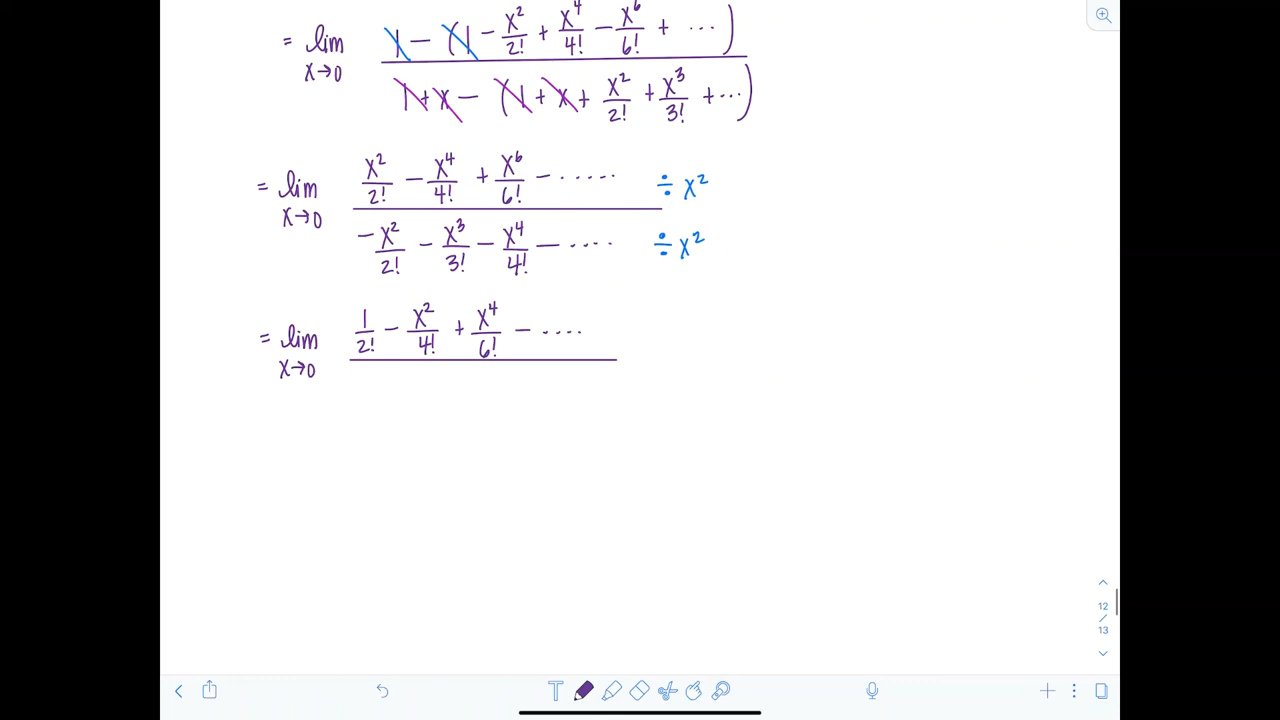 = lim x→0 (1 − (1 − x²/2! + x⁴/4! − x⁶/6! + ...)) / (1 + x − (1 + x + x²/2! + x³/3! + ...))
= lim x→0 (x²/2! − x⁴/4! + x⁶/6! − .....) / (−x²/2! − x³/3! − x⁴/4! − ....) ÷ x² ÷ x²
= lim x→0 1/2! − x²/4! + x⁴/6! − ....
12 / 13
T